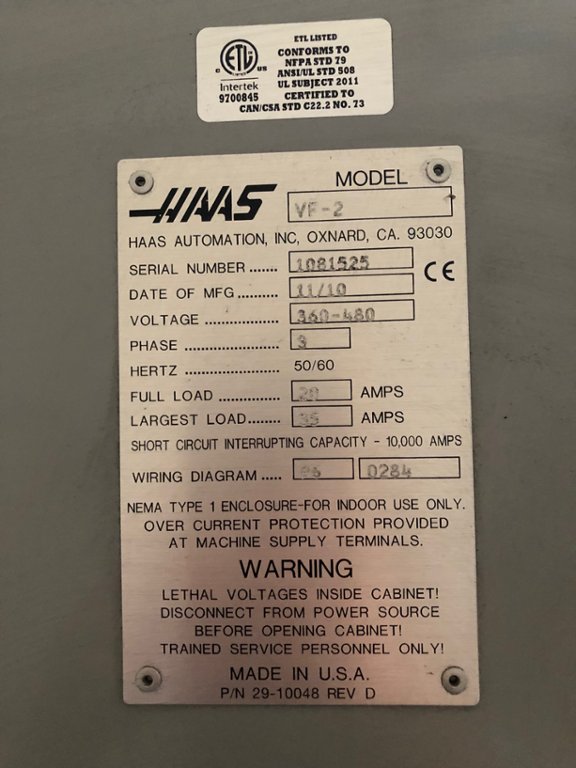 ETL LISTED
CONFORMS TO
NFPA STD 79
ANSI/UL STD 508
UL SUBJECT 2011
CERTIFIED TO
CAN/CSA STD C22.2 NO. 73
ETL
C US
Intertek
9700845
HAAS
MODEL
VF-2
HAAS AUTOMATION, INC, OXNARD, CA. 93030
SERIAL NUMBER ....... 1081525
CE
DATE OF MFG.......... 11/10
VOLTAGE .................. 360-480
PHASE ....................... 3
HERTZ ....................... 50/60
FULL LOAD ................ AMPS
LARGEST LOAD........ 35 AMPS
SHORT CIRCUIT INTERRUPTING CAPACITY - 10,000 AMPS
WIRING DIAGRAM ..... 96 0284
NEMA TYPE 1 ENCLOSURE-FOR INDOOR USE ONLY.
OVER CURRENT PROTECTION PROVIDED
AT MACHINE SUPPLY TERMINALS.
WARNING
LETHAL VOLTAGES INSIDE CABINET!
DISCONNECT FROM POWER SOURCE
BEFORE OPENING CABINET!
TRAINED SERVICE PERSONNEL ONLY!
MADE IN U.S.A.
P/N 29-10048 REV D